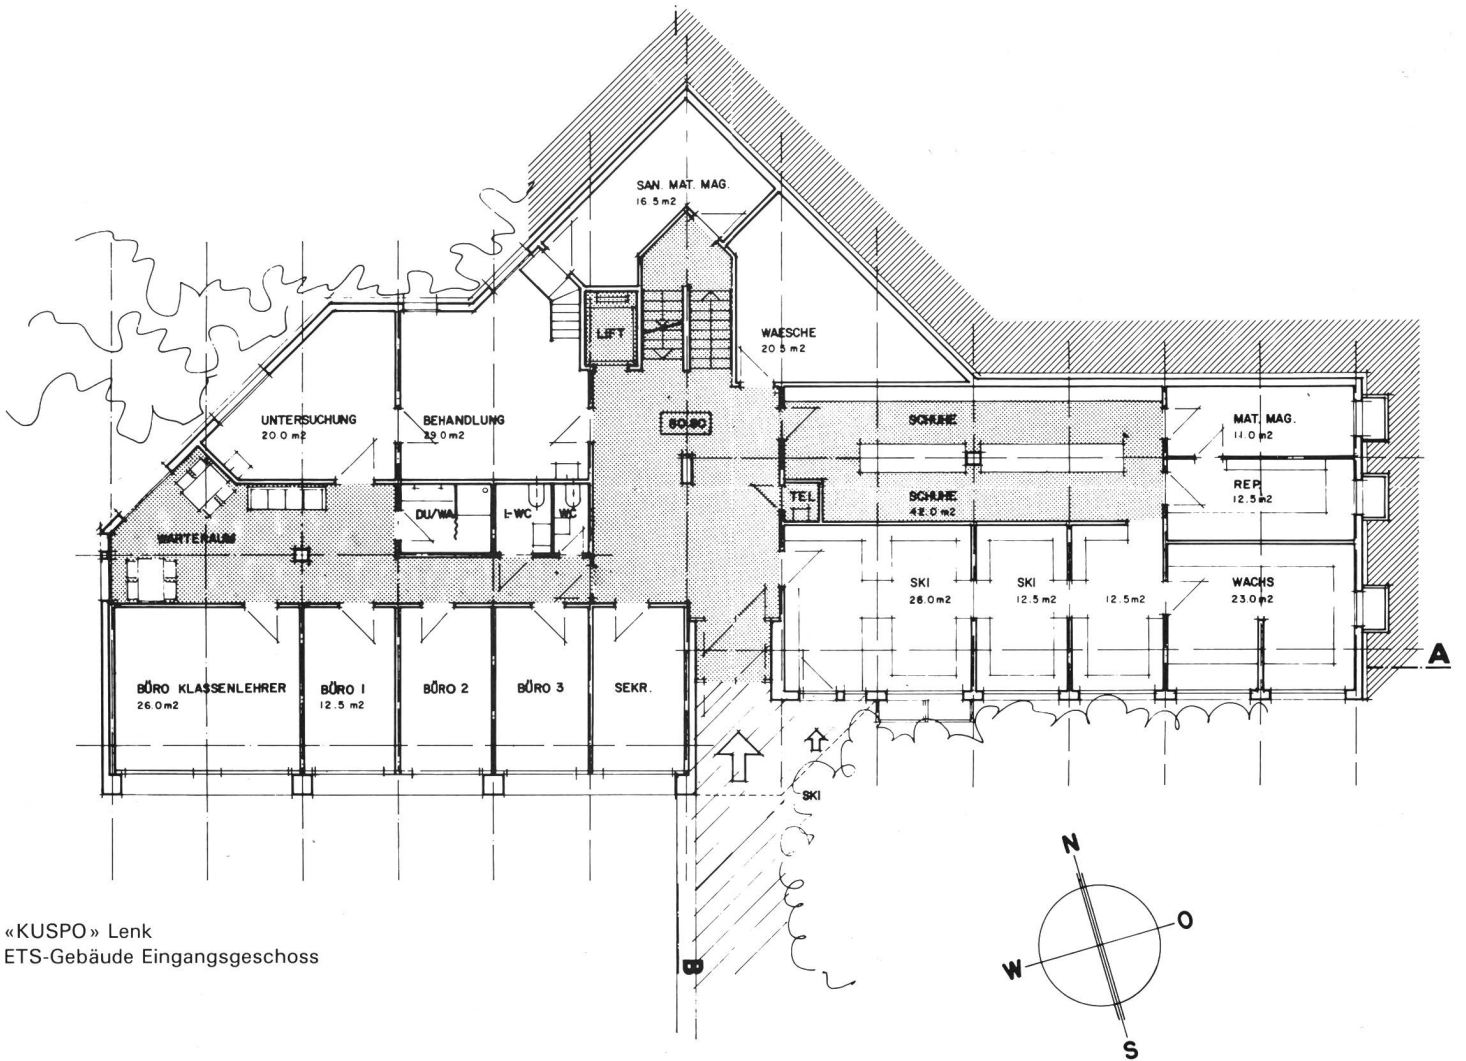 SAN. MAT. MAG.
16.5 m2
LIFT
WAESCHE
20.5 m2
UNTERSUCHUNG
20.0 m2
BEHANDLUNG
29.0 m2
SCHUHE
MAT. MAG.
11.0 m2
REP.
12.5 m2
TEL
SCHUHE
42.0 m2
WARTERAUM
DU/WA
I-WC
WC
SKI
26.0 m2
SKI
12.5 m2
12.5 m2
WACHS
23.0 m2
BÜRO KLASSENLEHRER
26.0 m2
BÜRO 1
12.5 m2
BÜRO 2
BÜRO 3
SEKR.
A
SKI
B
N
O
W
S
«KUSPO» Lenk
ETS-Gebäude Eingangsgeschoss